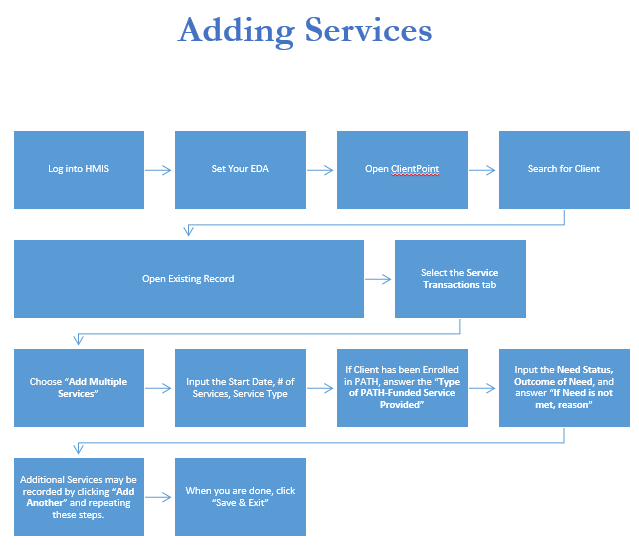 Adding Services
Log into HMIS
Set Your EDA
Open ClientPoint
Search for Client
Open Existing Record
Select the Service
Transactions tab
Choose “Add Multiple
Services”
Input the Start Date, # of
Services, Service Type
If Client has been Enrolled
in PATH, answer the “Type
of PATH-Funded Service
Provided”
Input the Need Status,
Outcome of Need, and
answer “If Need is not
met, reason”
Additional Services may be
recorded by clicking “Add
Another” and repeating
these steps.
When you are done, click
“Save & Exit”